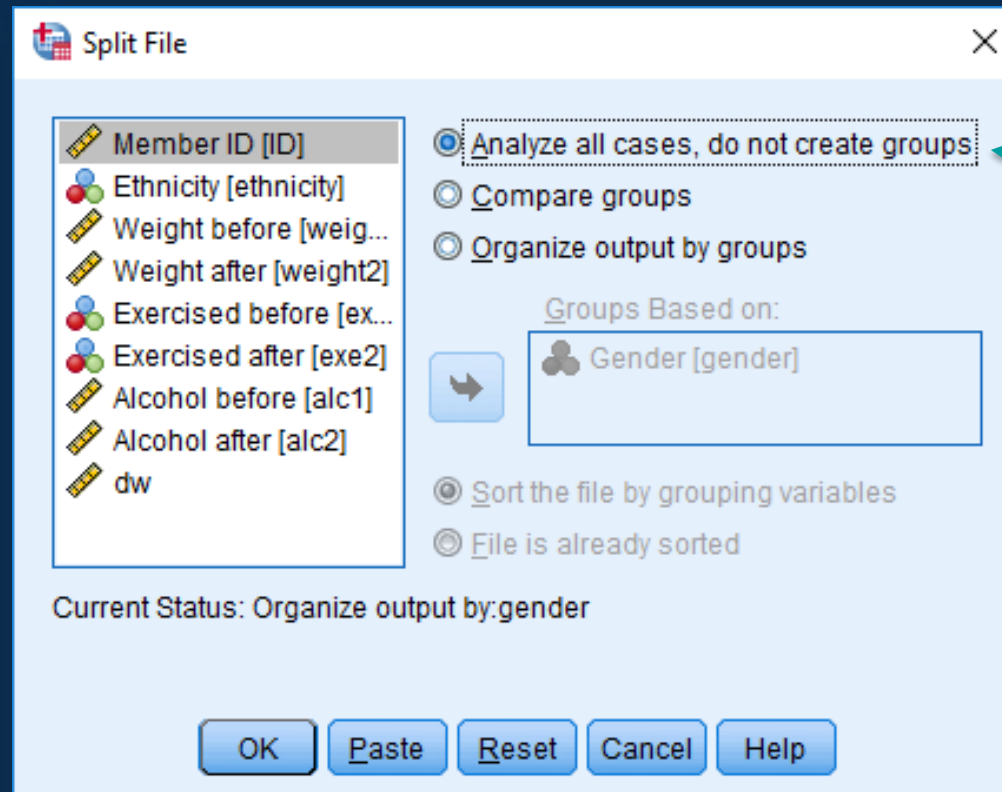 Split File
Member ID [ID]
Ethnicity [ethnicity]
Weight before [weig...
Weight after [weight2]
Exercised before [ex...
Exercised after [exe2]
Alcohol before [alc1]
Alcohol after [alc2]
dw
Analyze all cases, do not create groups
Compare groups
Organize output by groups
Groups Based on:
Gender [gender]
Sort the file by grouping variables
File is already sorted
Current Status: Organize output by:gender
OK Paste Reset Cancel Help